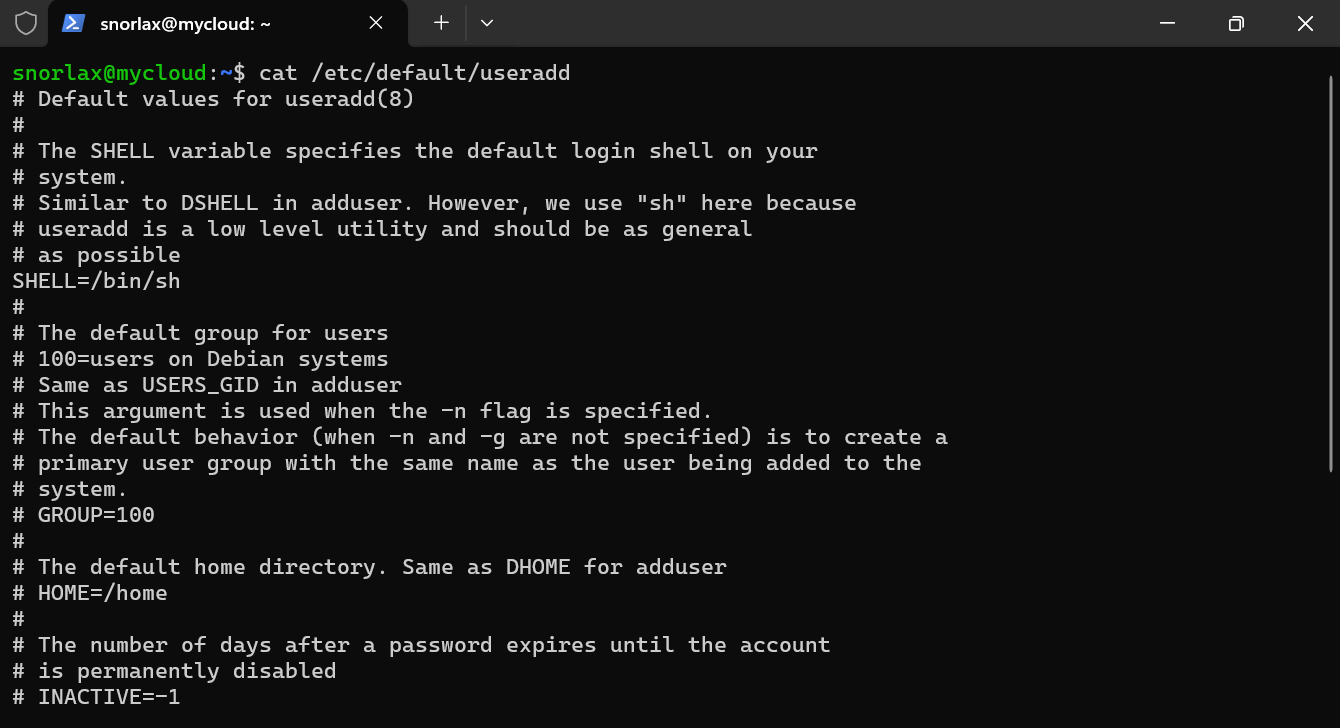 snorlax@mycloud: ~
snorlax@mycloud:~$ cat /etc/default/useradd
# Default values for useradd(8)
#
# The SHELL variable specifies the default login shell on your
# system.
# Similar to DSHELL in adduser. However, we use "sh" here because
# useradd is a low level utility and should be as general
# as possible
SHELL=/bin/sh
#
# The default group for users
# 100=users on Debian systems
# Same as USERS_GID in adduser
# This argument is used when the -n flag is specified.
# The default behavior (when -n and -g are not specified) is to create a
# primary user group with the same name as the user being added to the
# system.
# GROUP=100
#
# The default home directory. Same as DHOME for adduser
# HOME=/home
#
# The number of days after a password expires until the account
# is permanently disabled
# INACTIVE=-1